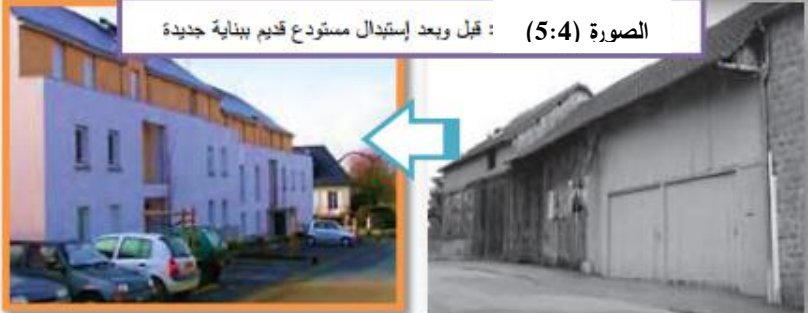 الصورة (5:4) : قبل وبعد إستبدال مستودع قديم ببناية جديدة